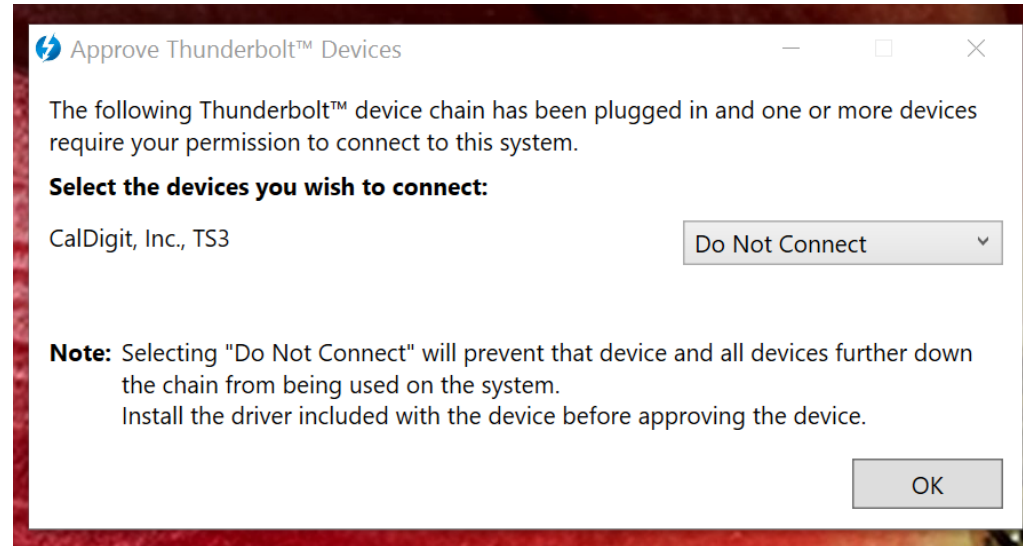 Approve Thunderbolt™ Devices
The following Thunderbolt™ device chain has been plugged in and one or more devices
require your permission to connect to this system.
Select the devices you wish to connect:
CalDigit, Inc., TS3
Do Not Connect
Note: Selecting "Do Not Connect" will prevent that device and all devices further down
the chain from being used on the system.
Install the driver included with the device before approving the device.
OK